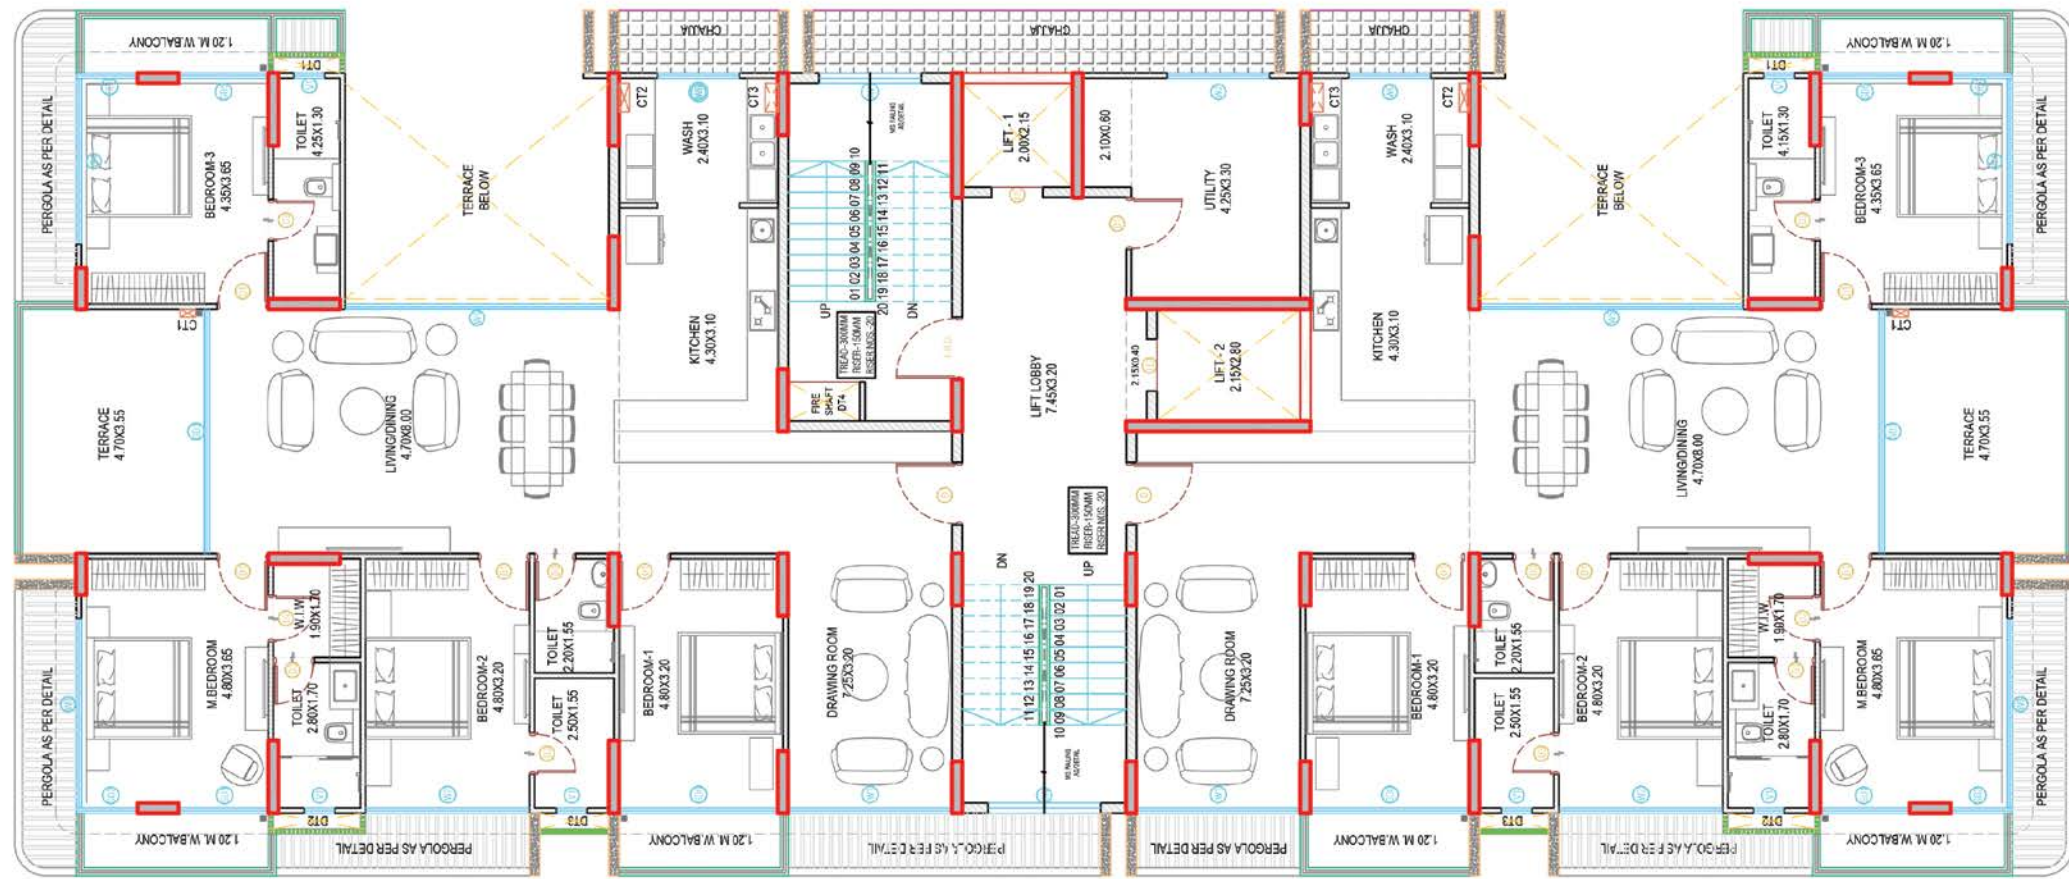 1.20 M. W.BALCONY
DT1
CHAJJA
CHAJJA
CHAJJA
DT1
1.20 M. W.BALCONY
PERGOLA AS PER DETAIL
BEDROOM-3
4.35X3.65
TOILET
4.25X1.30
TERRACE
BELOW
CT2
WASH
2.40X3.10
CT3
MS RAILING
AS/DETAIL
LIFT - 1
2.00X2.15
2.10X0.60
UTILITY
4.25X3.30
CT3
WASH
2.40X3.10
CT2
TERRACE
BELOW
TOILET
4.15X1.30
BEDROOM-3
4.35X3.65
PERGOLA AS PER DETAIL
01 02 03 04 05 06 07 08 09 10
20 19 18 17 16 15 14 13 12 11
UP
DN
TREAD-300MM
RISER-150MM
RISER NOS.-20
CT1
TERRACE
4.70X3.55
LIVING/DINING
4.70X8.00
KITCHEN
4.30X3.10
FIRE
SHAFT
DT4
LIFT LOBBY
7.45X3.20
2.15X0.40
LIFT - 2
2.15X2.80
KITCHEN
4.30X3.10
LIVING/DINING
4.70X8.00
CT1
TERRACE
4.70X3.55
TREAD-300MM
RISER-150MM
RISER NOS.-20
DN
UP
11 12 13 14 15 16 17 18 19 20
10 09 08 07 06 05 04 03 02 01
PERGOLA AS PER DETAIL
M.BEDROOM
4.80X3.65
W.I.W
1.90X1.70
TOILET
2.80X1.70
BEDROOM-2
4.80X3.20
TOILET
2.20X1.55
TOILET
2.50X1.55
BEDROOM-1
4.80X3.20
DRAWING ROOM
7.25X3.20
MS RAILING
AS/DETAIL
DRAWING ROOM
7.25X3.20
BEDROOM-1
4.80X3.20
TOILET
2.20X1.55
TOILET
2.50X1.55
BEDROOM-2
4.80X3.20
W.I.W
1.90X1.70
TOILET
2.80X1.70
M.BEDROOM
4.80X3.65
PERGOLA AS PER DETAIL
1.20 M. W.BALCONY
DT2
PERGOLA AS PER DETAIL
DT3
1.20 M. W.BALCONY
PERGOLA AS PER DETAIL
PERGOLA AS PER DETAIL
1.20 M. W.BALCONY
DT3
PERGOLA AS PER DETAIL
DT2
1.20 M. W.BALCONY